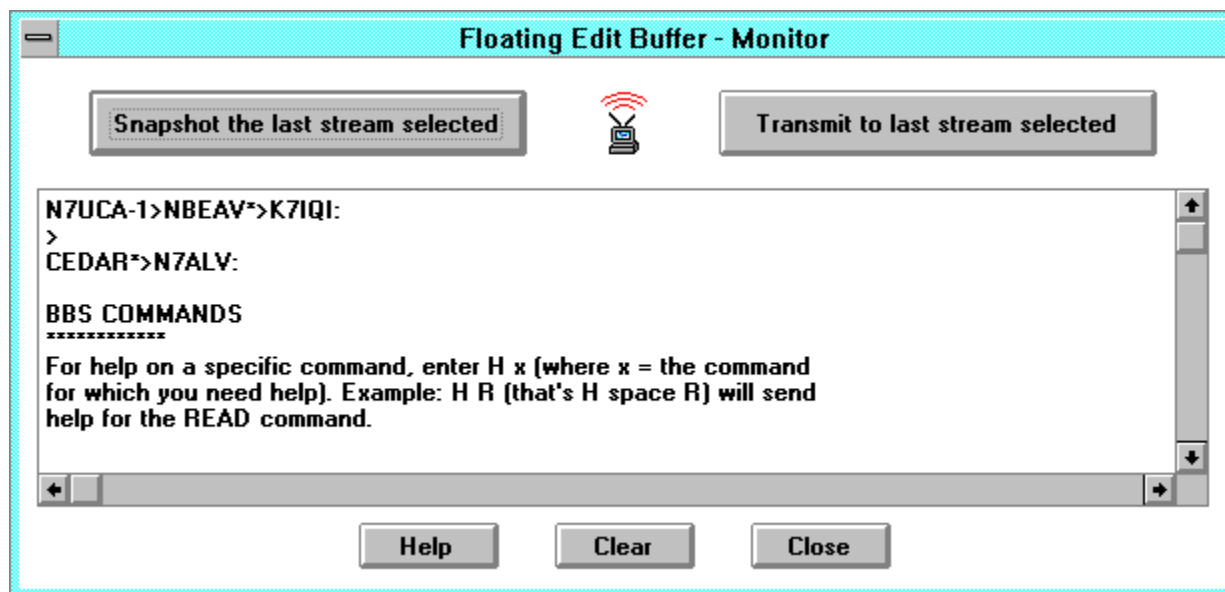 Floating Edit Buffer - Monitor
Snapshot the last stream selected
Transmit to last stream selected
N7UCA-1>NBEAV*>K7IQI:
>
CEDAR*>N7ALV:
BBS COMMANDS
************
For help on a specific command, enter H x (where x = the command
for which you need help). Example: H R (that's H space R) will send
help for the READ command.
Help
Clear
Close